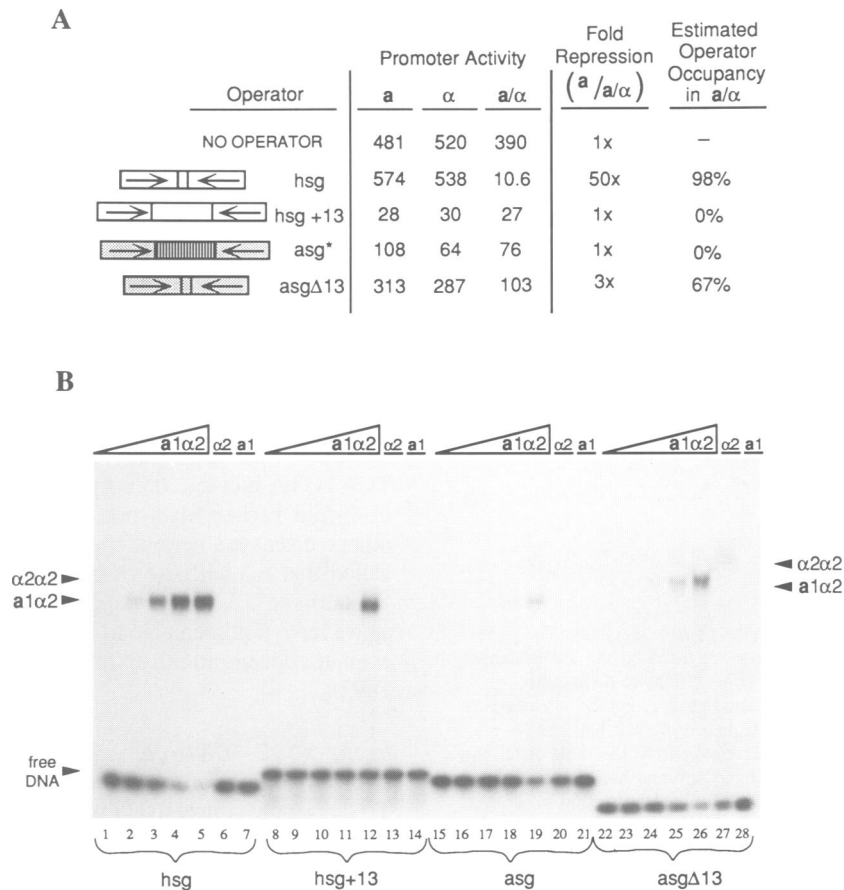 A
Promoter Activity
Fold Repression (a/a/α)
Estimated Operator Occupancy in a/α
Operator a α a/α
NO OPERATOR 481 520 390 1x –
hsg 574 538 10.6 50x 98%
hsg +13 28 30 27 1x 0%
asg* 108 64 76 1x 0%
asgΔ13 313 287 103 3x 67%
B
a1α2 α2 a1 a1α2 α2 a1 a1α2 α2 a1 a1α2 α2 a1
α2α2
a1α2
α2α2
a1α2
free DNA
1 2 3 4 5 6 7 8 9 10 11 12 13 14 15 16 17 18 19 20 21 22 23 24 25 26 27 28
hsg hsg+13 asg asgΔ13